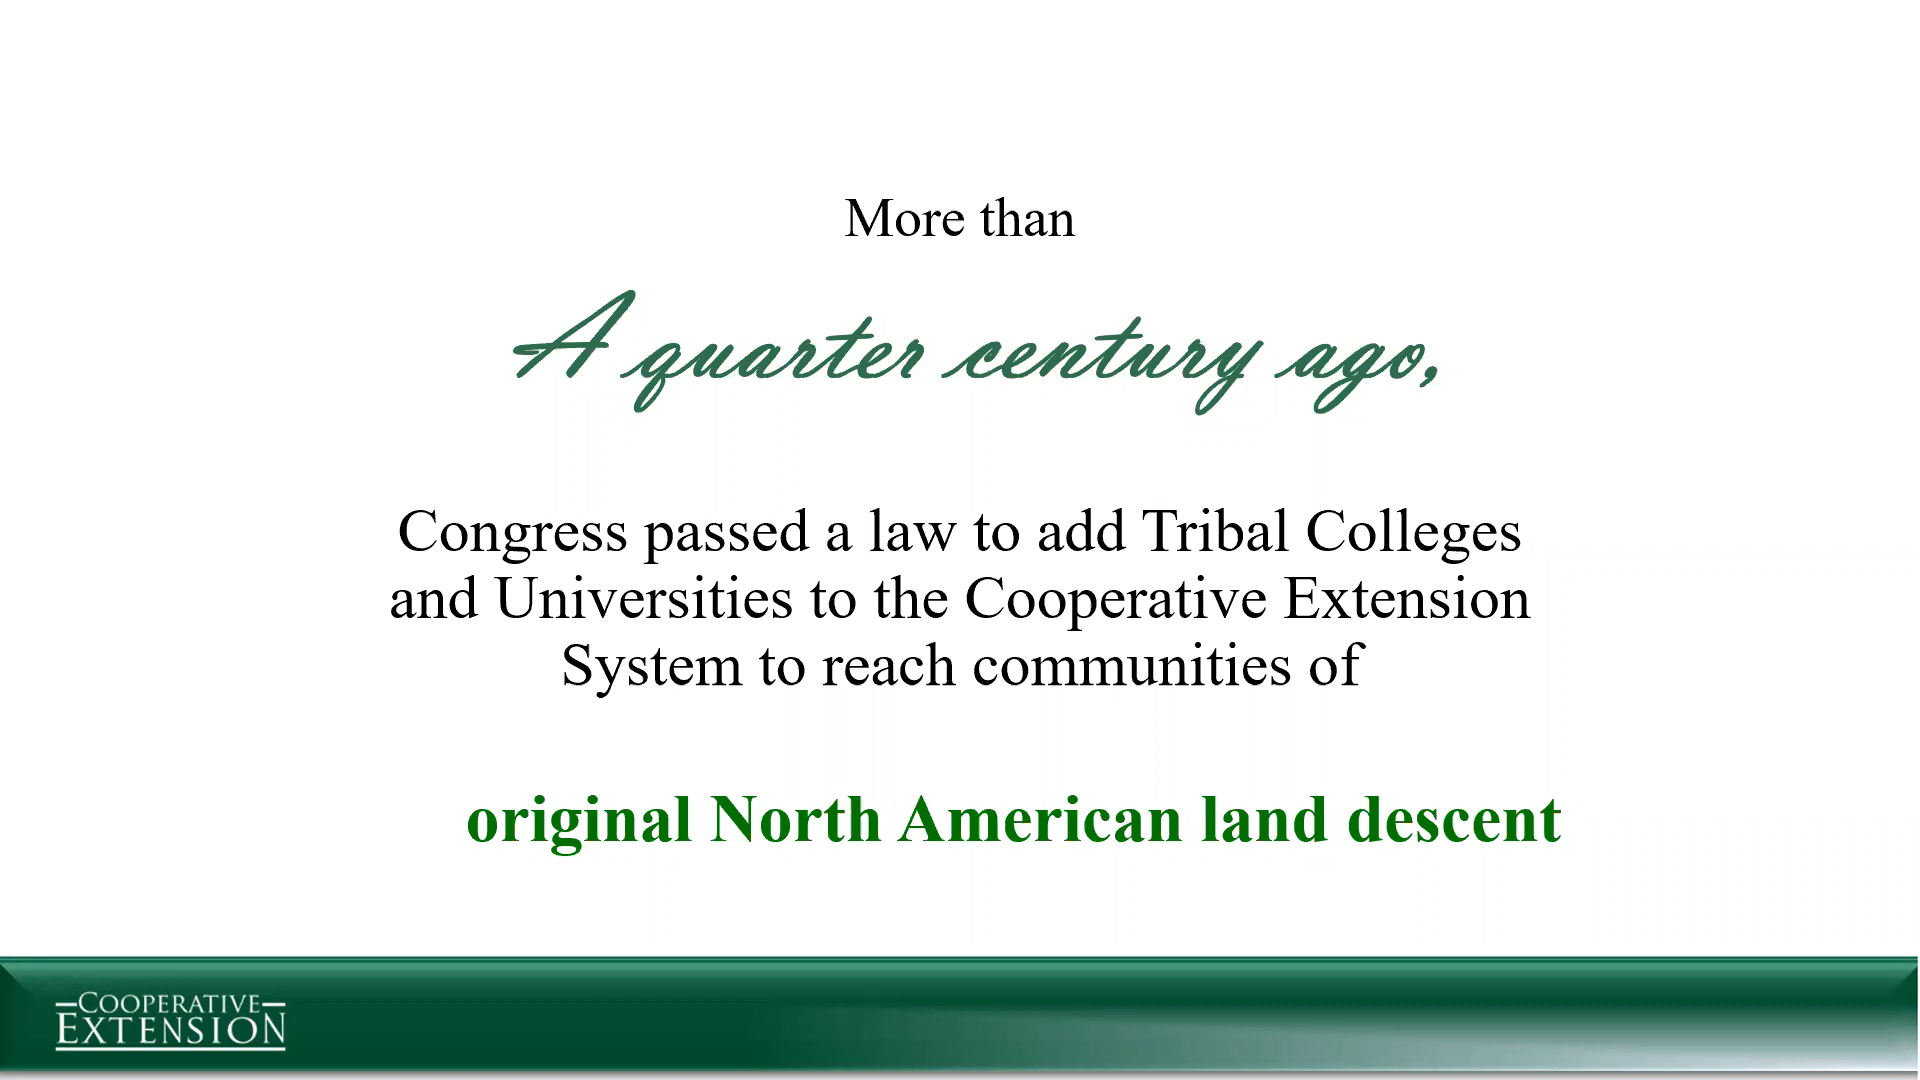 More than
A quarter century ago,
Congress passed a law to add Tribal Colleges
and Universities to the Cooperative Extension
System to reach communities of
original North American land descent
COOPERATIVE
EXTENSION